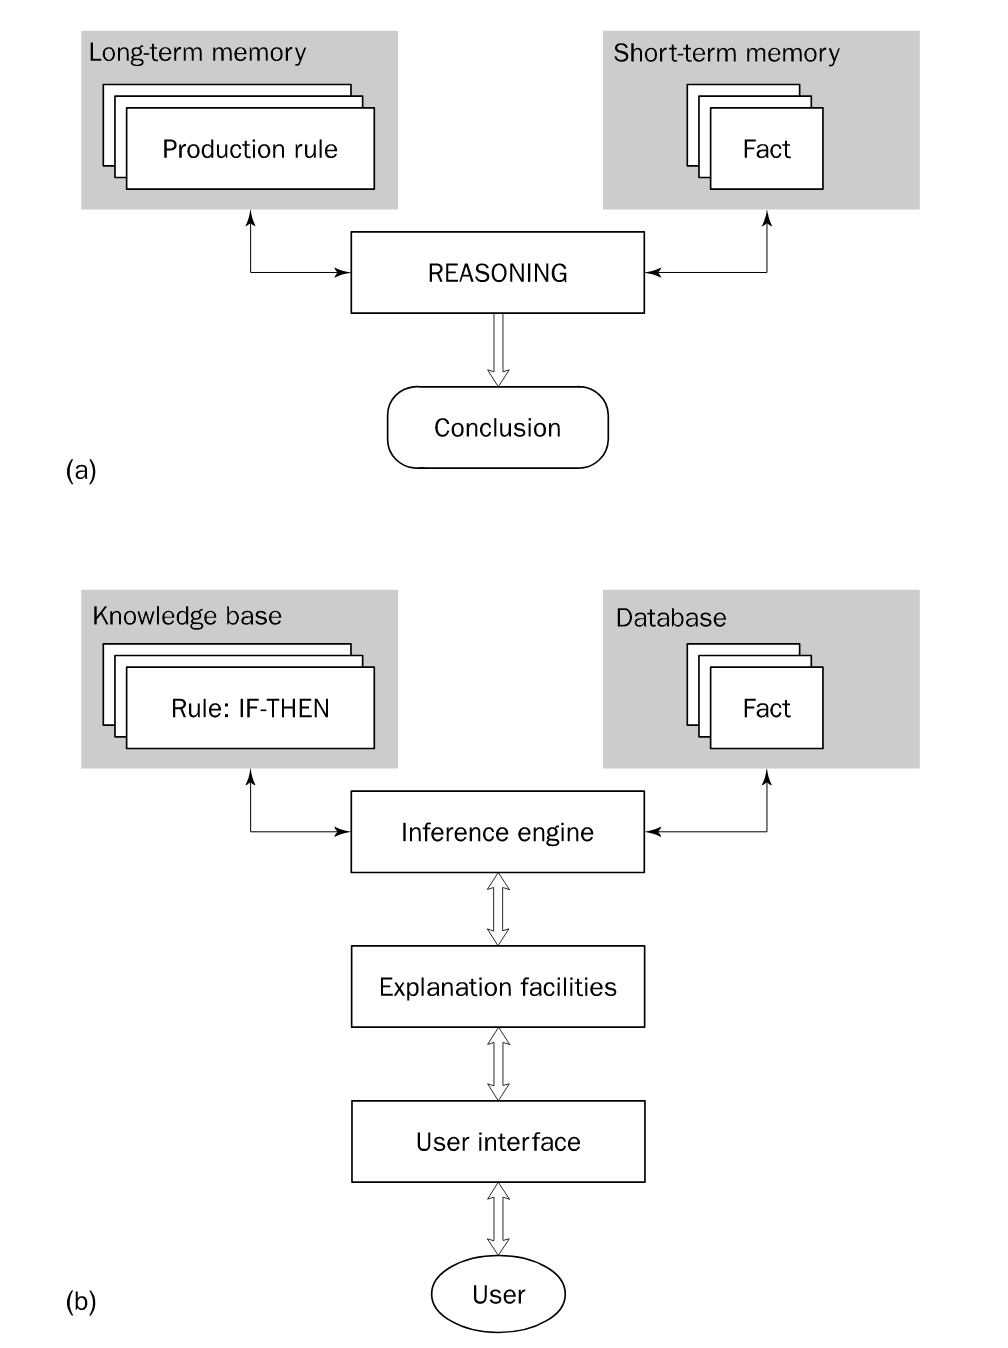 Long-term memory
Short-term memory
Production rule
Fact
REASONING
Conclusion
(a)
Knowledge base
Database
Rule: IF-THEN
Fact
Inference engine
Explanation facilities
User interface
User
(b)